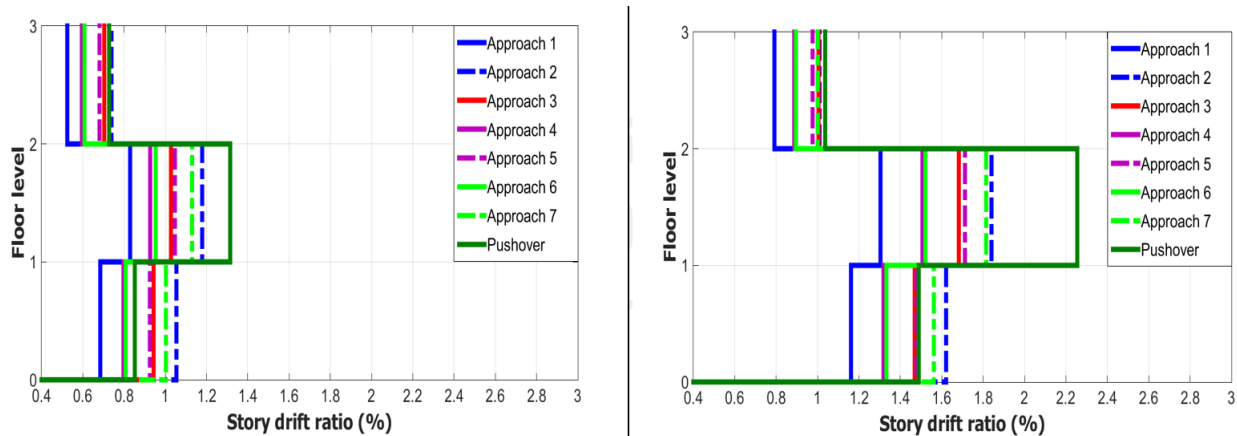 3
2
1
0
Floor level
0.4 0.6 0.8 1 1.2 1.4 1.6 1.8 2 2.2 2.4 2.6 2.8 3
Story drift ratio (%)
Approach 1
Approach 2
Approach 3
Approach 4
Approach 5
Approach 6
Approach 7
Pushover
3
2
1
0
Floor level
0.4 0.6 0.8 1 1.2 1.4 1.6 1.8 2 2.2 2.4 2.6 2.8 3
Story drift ratio (%)
Approach 1
Approach 2
Approach 3
Approach 4
Approach 5
Approach 6
Approach 7
Pushover